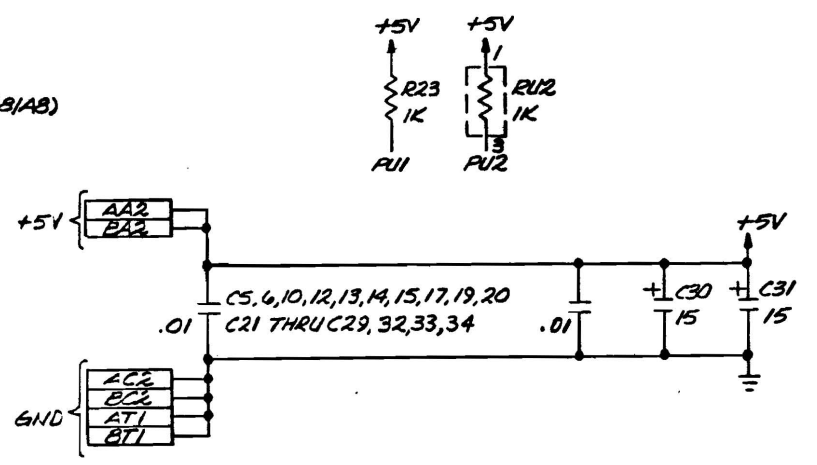 +5V +5V
1
8/A8)
R23 RU2
1K 1K
3
PU1 PU2
AA2
+5V
BA2
+5V
C5,6,10,12,13,14,15,17,19,20
+ C30 + C31
.01 C21 THRU C29,32,33,34 .01 15 15
AC2
BC2
GND
AT1
BT1